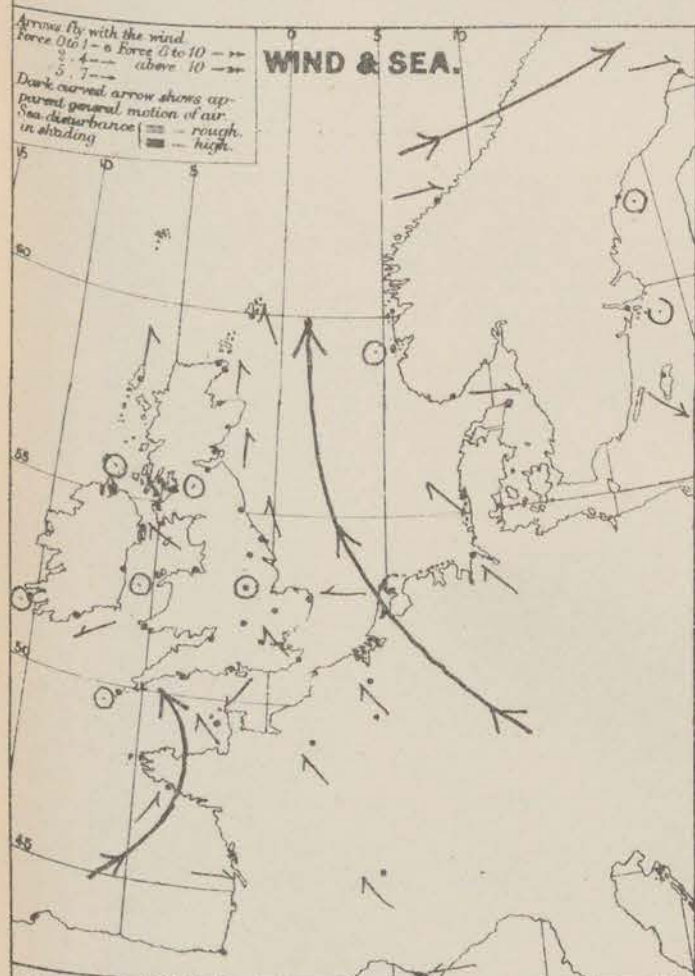 Arrows fly with the wind.
Force 0 to 1 – o Force 8 to 10 –
2 . 4 – above 10 –
5 . 7 –
Dark curved arrow shows ap-
parent general motion of air.
Sea disturbance – rough.
in shading – high.
WIND & SEA.
0 5 10
15 10 5
60
55
50
45